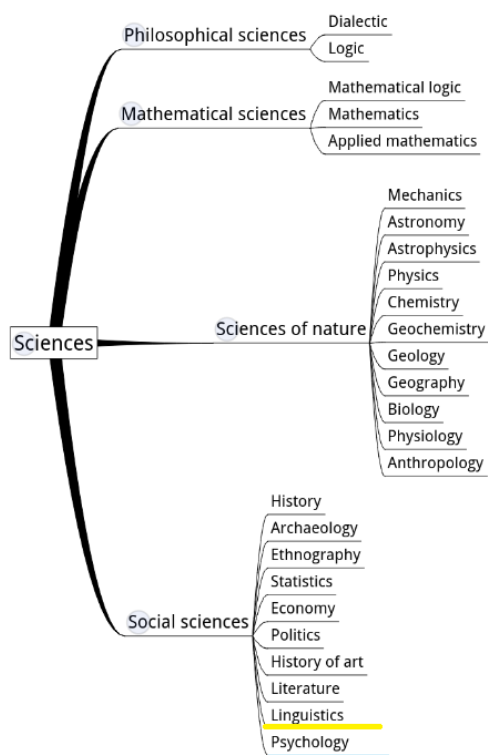 Philosophical sciences
Dialectic
Logic
Mathematical sciences
Mathematical logic
Mathematics
Applied mathematics
Sciences
Sciences of nature
Mechanics
Astronomy
Astrophysics
Physics
Chemistry
Geochemistry
Geology
Geography
Biology
Physiology
Anthropology
Social sciences
History
Archaeology
Ethnography
Statistics
Economy
Politics
History of art
Literature
Linguistics
Psychology